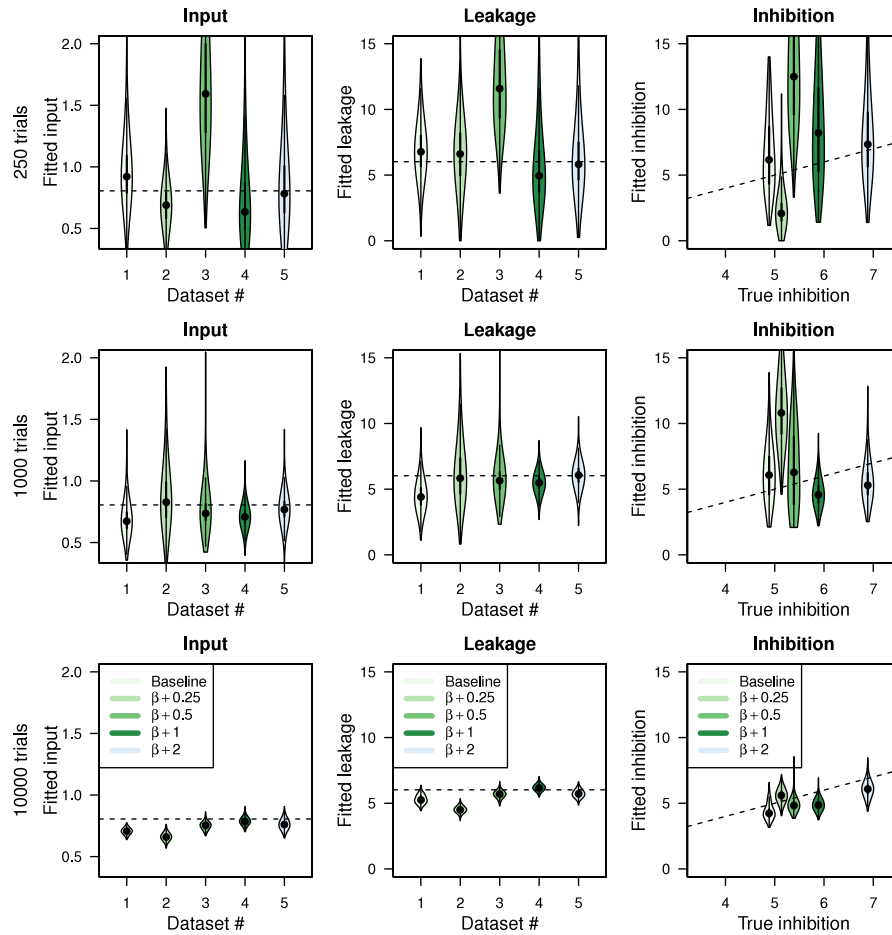 Input
Leakage
Inhibition
250 trials
Fitted input
2.0
1.5
1.0
0.5
1 2 3 4 5
Dataset #
Fitted leakage
15
10
5
0
1 2 3 4 5
Dataset #
Fitted inhibition
15
10
5
0
4 5 6 7
True inhibition
Input
Leakage
Inhibition
1000 trials
Fitted input
2.0
1.5
1.0
0.5
1 2 3 4 5
Dataset #
Fitted leakage
15
10
5
0
1 2 3 4 5
Dataset #
Fitted inhibition
15
10
5
0
4 5 6 7
True inhibition
Input
Leakage
Inhibition
10000 trials
Fitted input
2.0
1.5
1.0
0.5
Baseline
β + 0.25
β + 0.5
β + 1
β + 2
1 2 3 4 5
Dataset #
Fitted leakage
15
10
5
0
Baseline
β + 0.25
β + 0.5
β + 1
β + 2
1 2 3 4 5
Dataset #
Fitted inhibition
15
10
5
0
Baseline
β + 0.25
β + 0.5
β + 1
β + 2
4 5 6 7
True inhibition